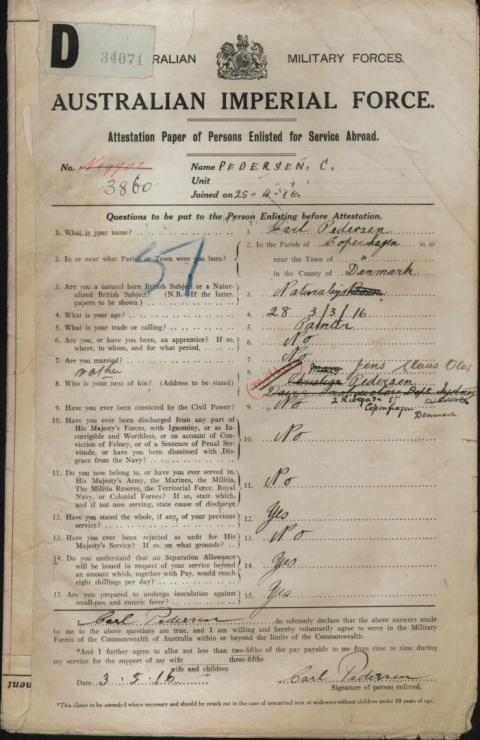 D
34071
AUSTRALIAN MILITARY FORCES.
AUSTRALIAN IMPERIAL FORCE.
Attestation Paper of Persons Enlisted for Service Abroad.
No. N19902 Name PEDERSEN, C.
3860 Unit
Joined on 25
Questions to be put to the Person Enlisting before Attestation.
57
1. What is your name? 1. Carl Pedersen
2. In or near what Parish or Town were you born? 2. In the Parish of Copenhagen in or
near the Town of "
in the County of Denmark
3. Are you a natural born British Subject or a Natu-
ralized British Subject? (N.B. If the latter,
papers to be shown.) 3.
4. What is your age? 4. 28 3/3/16
5. What is your trade or calling? 5. Painter
6. Are you, or have you been, an apprentice? If so,
where, to whom, and for what period, 6. No
7. Are you married? 7. No
8. Who is your next of kin? (Address to be stated) 8. Jens Claus Olai
Pedersen
Copenhagen
Denmark
9. Have you ever been convicted by the Civil Power? 9. No
10. Have you ever been discharged from any part of
His Majesty's Forces, with Ignominy, or as In-
corrigible and Worthless, or on account of Con-
viction of Felony, or of a Sentence of Penal Ser-
vitude, or have you been Dismissed with Dis-
grace from the Navy? 10. No
11. Do you now belong to, or have you ever served in,
His Majesty's Army, the Marines, the Militia,
The Militia Reserve, the Territorial Force, Royal
Navy, or Colonial Forces? If so, state which,
and if not now serving, state cause of discharge 11. No
12. Have you stated the whole, if any, of your previous
service? 12. Yes
13. Have you ever been rejected as unfit for His
Majesty's Service? If so, on what grounds? 13. No
14. Do you understand that an Separation Allowance
will be issued in respect of your service beyond
an amount which, together with Pay, would reach
eight shillings per day? 14. Yes
15. Are you prepared to undergo inoculation against
small-pox and enteric fever? 15. Yes
I, Carl Pedersen do solemnly declare that the above answers made
by me to the above questions are true, and I am willing and hereby voluntarily agree to serve in the Military
Forces of the Commonwealth of Australia within or beyond the limits of the Commonwealth.
*And I further agree to allot not less than two-fifths of the pay payable to me from time to time during
three-fifths
my service for the support of my wife
wife and children
Date 3.5.16 Carl Pedersen
Signature of person enlisted.
*This clause to be amended where necessary and should be struck out in the case of unmarried men or widowers without children under 18 years of age.